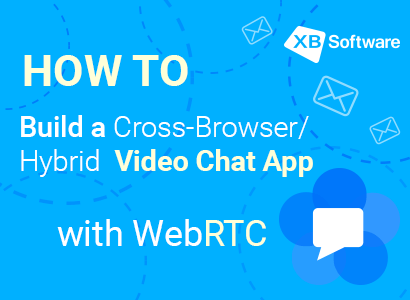 XB Software
HOW TO
Build a Cross-Browser/
Hybrid Video Chat App
with WebRTC